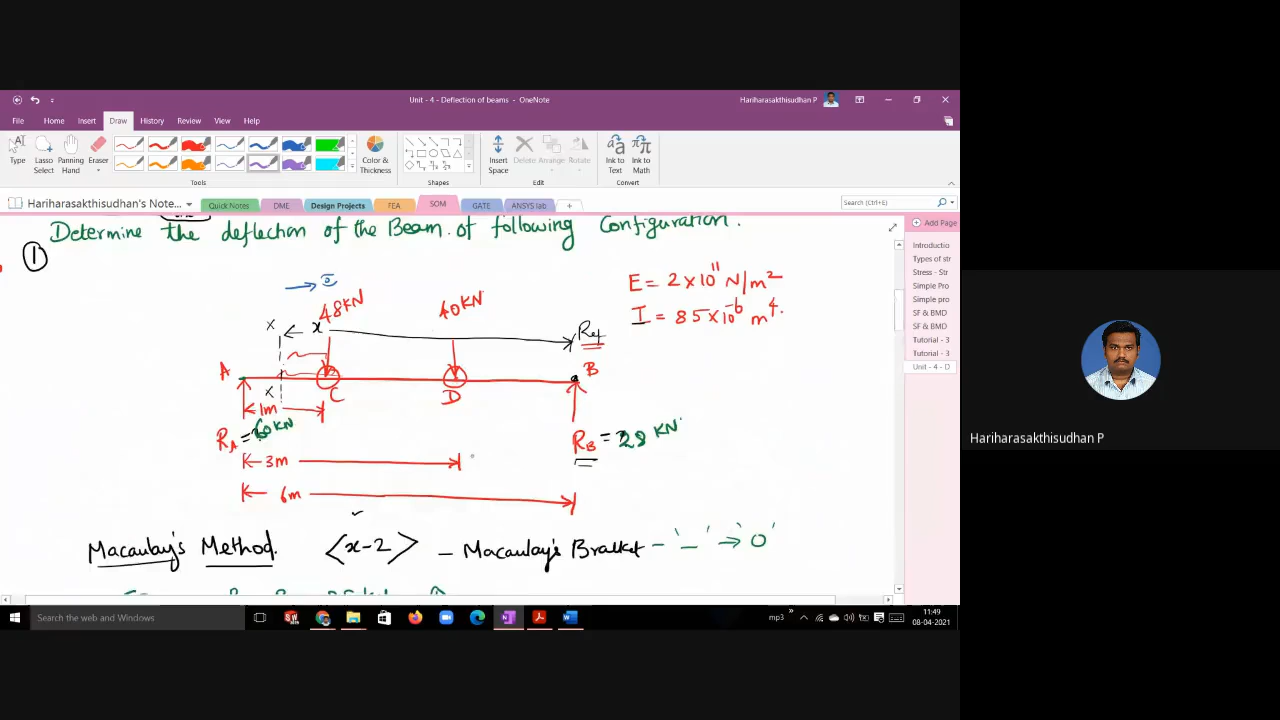 Unit - 4 - Deflection of beams - OneNote
Hariharasakthisudhan P
File Home Insert Draw History Review View Help
Type Lasso Select Panning Hand Eraser Color & Thickness Insert Space Delete Arrange Rotate Ink to Text Ink to Math
Tools Shapes Edit Convert
Hariharasakthisudhan's Note... Quick Notes DME Design Projects FEA SOM GATE ANSYS lab + Search (Ctrl+E)
Add Page
Introductio
Types of str
Stress - Str
Simple Pro
Simple pro
SF & BMD
SF & BMD
Tutorial - 3
Tutorial - 3
Unit - 4 - D
Determine the deflection of the Beam of following Configuration.
1
E = 2 x 10^11 N/m2
I = 85x10^-6 m4.
48KN 40KN
X x Ref
A B
X C D
1m
RA = 60KN RB = 28 KN
3m
6m
Macaulay's Method. <x-2> - Macaulay's Bracket - '-' → '0'
Search the web and Windows
mp3
11:49
08-04-2021
Hariharasakthisudhan P